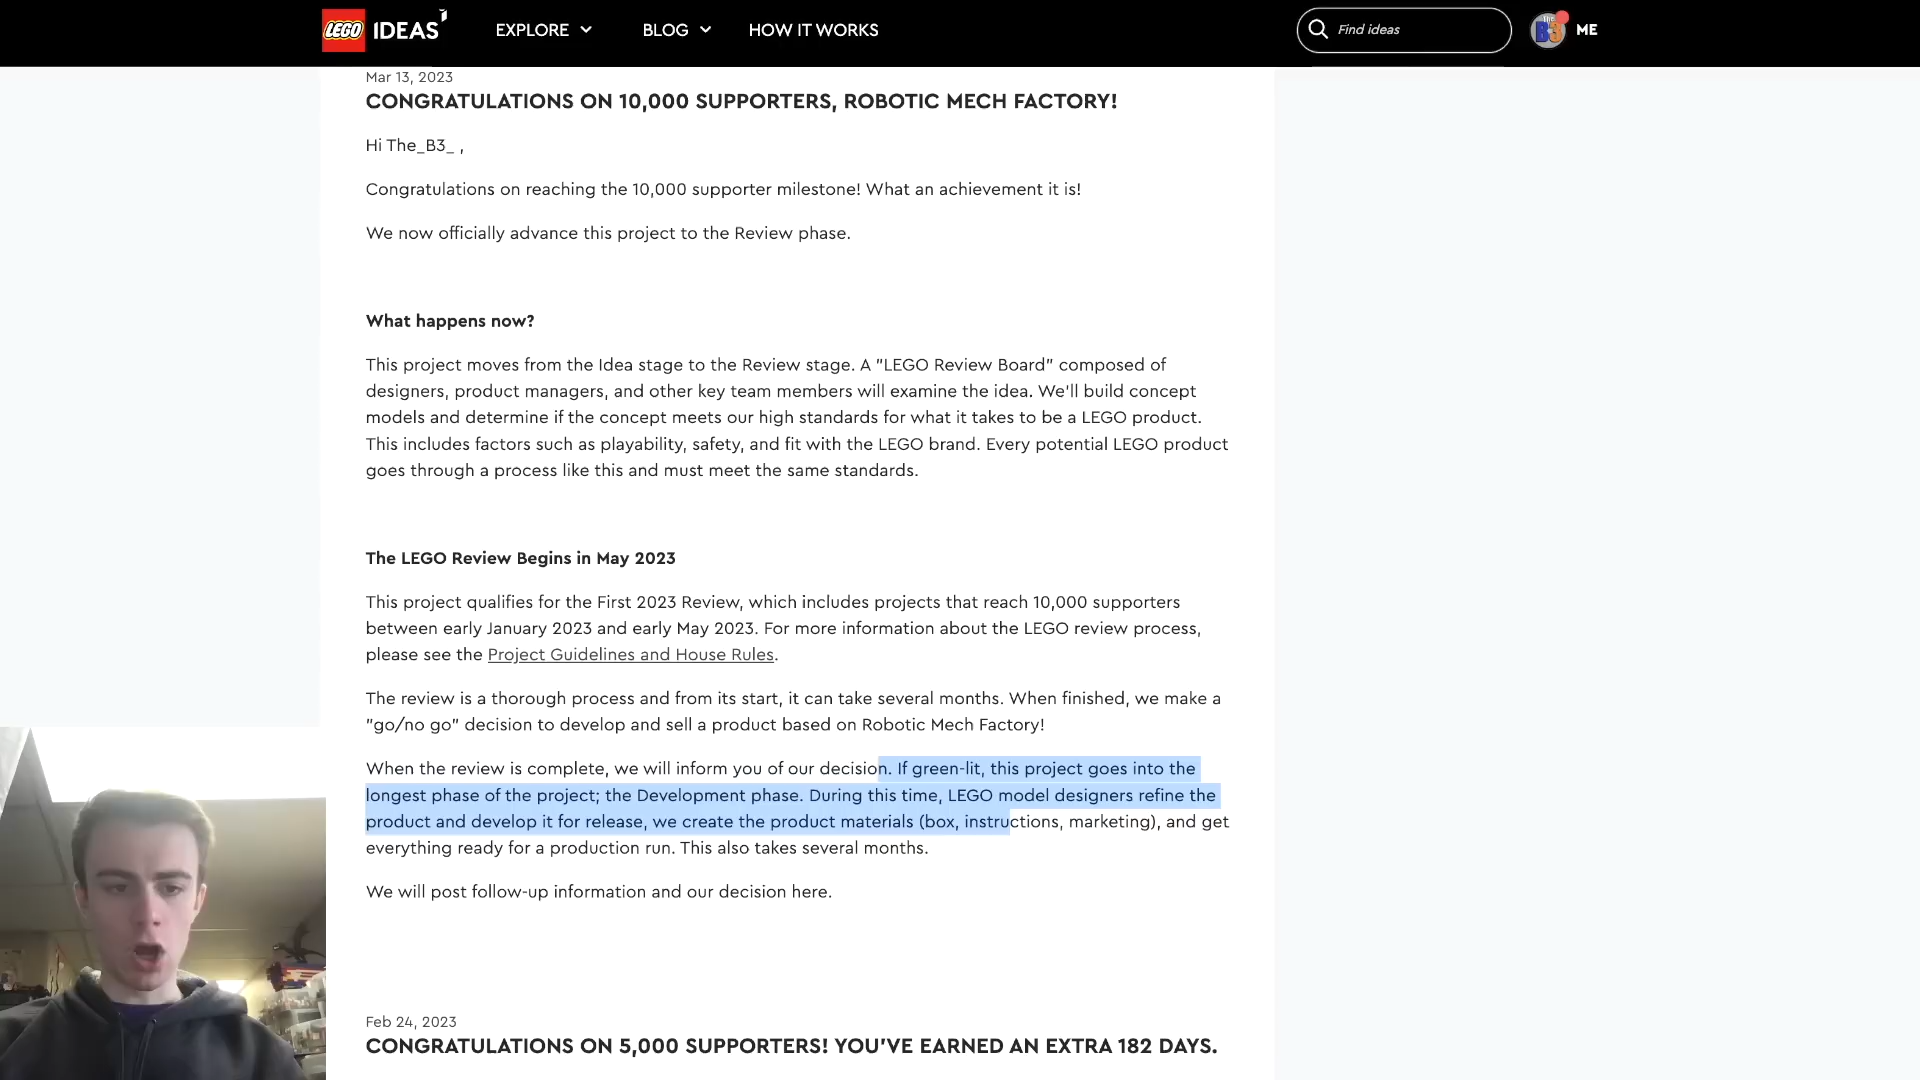 LEGO IDEAS
EXPLORE
BLOG
HOW IT WORKS
Find ideas
The B3
ME
Mar 13, 2023
CONGRATULATIONS ON 10,000 SUPPORTERS, ROBOTIC MECH FACTORY!
Hi The_B3_ ,
Congratulations on reaching the 10,000 supporter milestone! What an achievement it is!
We now officially advance this project to the Review phase.
What happens now?
This project moves from the Idea stage to the Review stage. A "LEGO Review Board" composed of
designers, product managers, and other key team members will examine the idea. We'll build concept
models and determine if the concept meets our high standards for what it takes to be a LEGO product.
This includes factors such as playability, safety, and fit with the LEGO brand. Every potential LEGO product
goes through a process like this and must meet the same standards.
The LEGO Review Begins in May 2023
This project qualifies for the First 2023 Review, which includes projects that reach 10,000 supporters
between early January 2023 and early May 2023. For more information about the LEGO review process,
please see the Project Guidelines and House Rules.
The review is a thorough process and from its start, it can take several months. When finished, we make a
"go/no go" decision to develop and sell a product based on Robotic Mech Factory!
When the review is complete, we will inform you of our decision. If green-lit, this project goes into the
longest phase of the project; the Development phase. During this time, LEGO model designers refine the
product and develop it for release, we create the product materials (box, instructions, marketing), and get
everything ready for a production run. This also takes several months.
We will post follow-up information and our decision here.
Feb 24, 2023
CONGRATULATIONS ON 5,000 SUPPORTERS! YOU'VE EARNED AN EXTRA 182 DAYS.